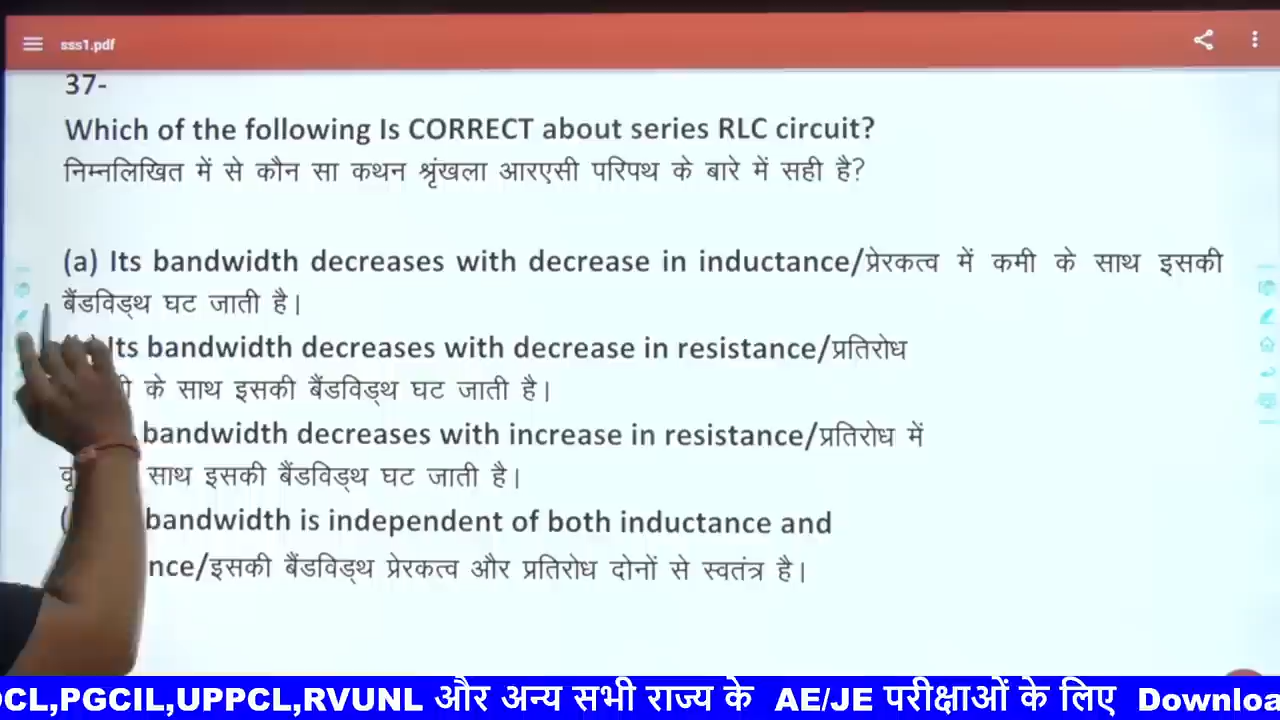 sss1.pdf
37-
Which of the following Is CORRECT about series RLC circuit?
निम्नलिखित में से कौन सा कथन श्रृंखला आरएसी परिपथ के बारे में सही है?
(a) Its bandwidth decreases with decrease in inductance/प्रेरकत्व में कमी के साथ इसकी
बैंडविड्थ घट जाती है।
Its bandwidth decreases with decrease in resistance/प्रतिरोध
के साथ इसकी बैंडविड्थ घट जाती है।
bandwidth decreases with increase in resistance/प्रतिरोध में
साथ इसकी बैंडविड्थ घट जाती है।
bandwidth is independent of both inductance and
nce/इसकी बैंडविड्थ प्रेरकत्व और प्रतिरोध दोनों से स्वतंत्र है।
CL,PGCIL,UPPCL,RVUNL और अन्य सभी राज्य के AE/JE परीक्षाओं के लिए Downloa